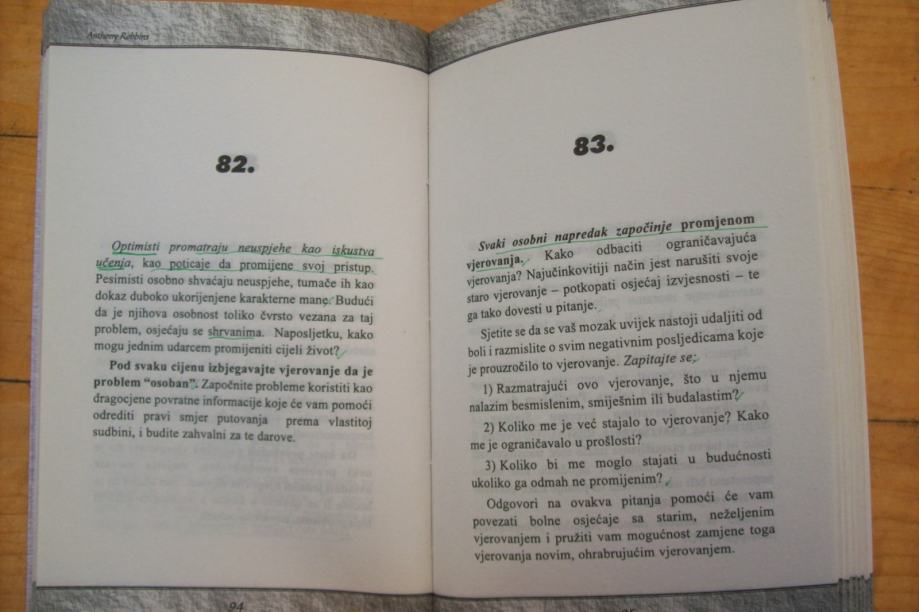 Anthony Robbins
82.
Optimisti promatraju neuspjehe kao iskustva
učenja, kao poticaje da promijene svoj pristup.
Pesimisti osobno shvaćaju neuspjehe, tumače ih kao
dokaz duboko ukorijenjene karakterne mane. Budući
da je njihova osobnost toliko čvrsto vezana za taj
problem, osjećaju se shrvanima. Naposljetku, kako
mogu jednim udarcem promijeniti cijeli život?
Pod svaku cijenu izbjegavajte vjerovanje da je
problem "osoban". Započnite probleme koristiti kao
dragocjene povratne informacije koje će vam pomoći
odrediti pravi smjer putovanja prema vlastitoj
sudbini, i budite zahvalni za te darove.
94
83.
Svaki osobni napredak započinje promjenom
vjerovanja. Kako odbaciti ograničavajuća
vjerovanja? Najučinkovitiji način jest narušiti svoje
staro vjerovanje – potkopati osjećaj izvjesnosti – te
ga tako dovesti u pitanje.
Sjetite se da se vaš mozak uvijek nastoji udaljiti od
boli i razmislite o svim negativnim posljedicama koje
je prouzročilo to vjerovanje. Zapitajte se:
1) Razmatrajući ovo vjerovanje, što u njemu
nalazim besmislenim, smiješnim ili budalastim?
2) Koliko me je već stajalo to vjerovanje? Kako
me je ograničavalo u prošlosti?
3) Koliko bi me moglo stajati u budućnosti
ukoliko ga odmah ne promijenim?
Odgovori na ovakva pitanja pomoći će vam
povezati bolne osjećaje sa starim, neželjenim
vjerovanjem i pružiti vam mogućnost zamjene toga
vjerovanja novim, ohrabrujućim vjerovanjem.